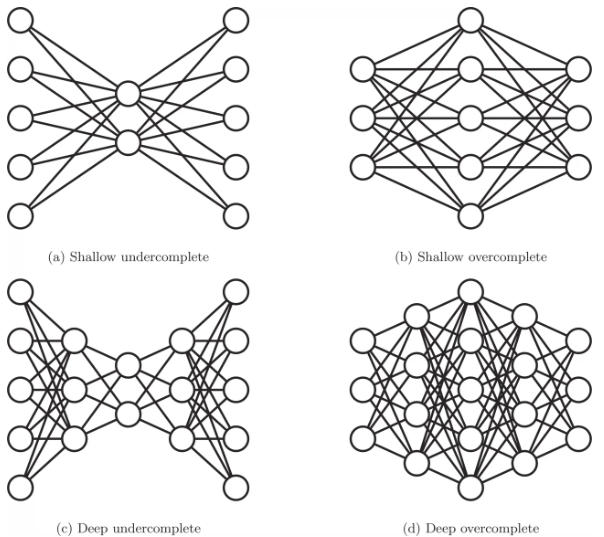 (a) Shallow undercomplete
(b) Shallow overcomplete
(c) Deep undercomplete
(d) Deep overcomplete